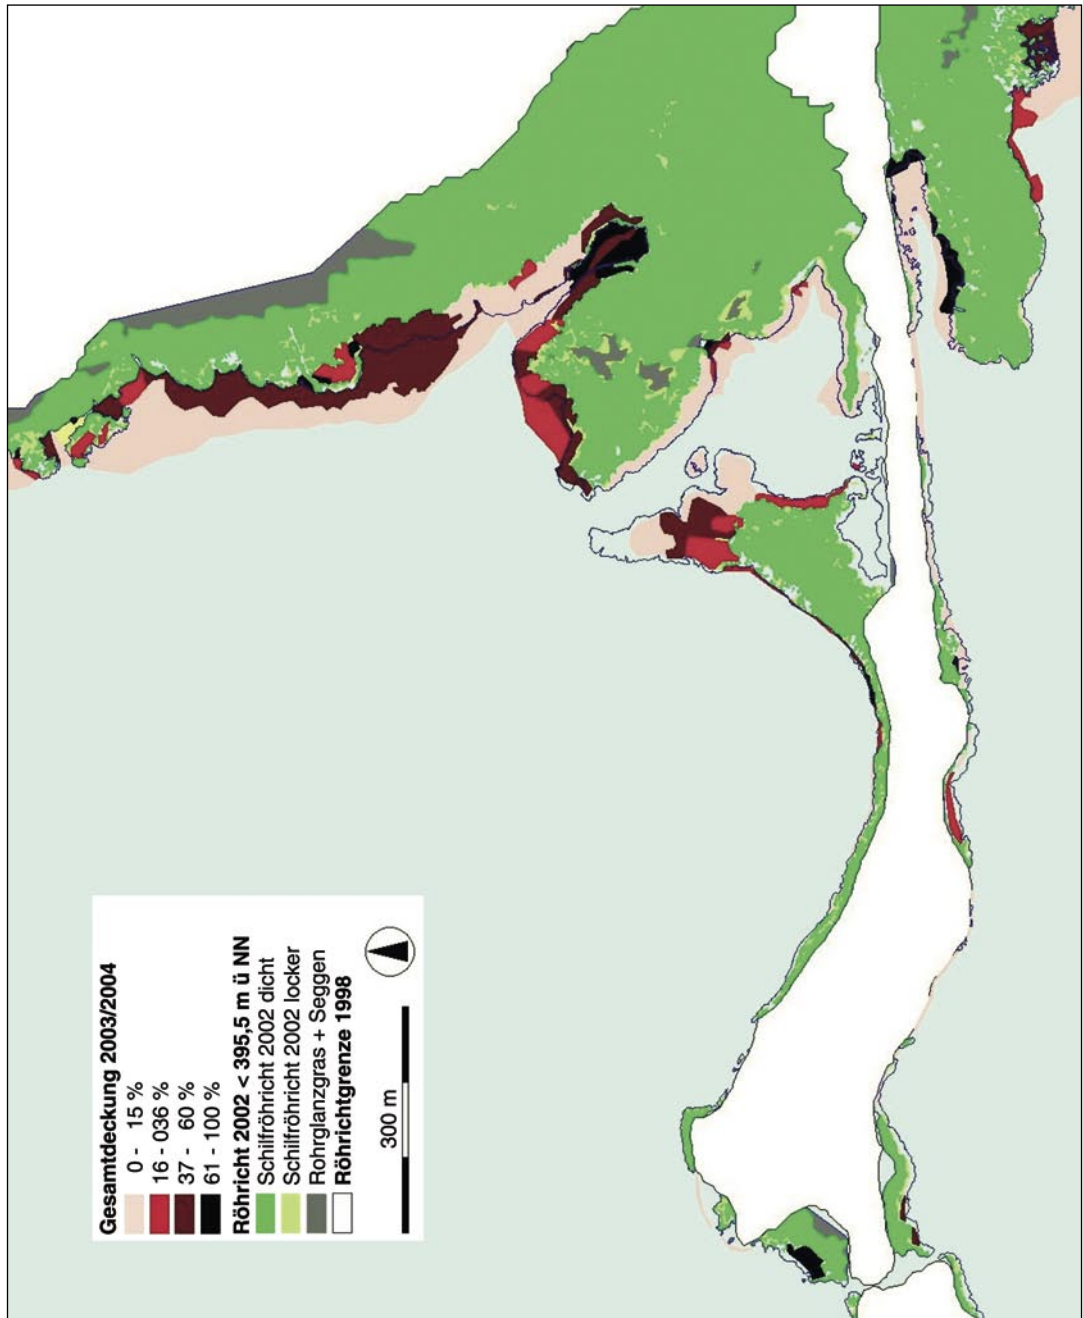 Gesamtdeckung 2003/2004
0 - 15 %
16 - 036 %
37 - 60 %
61 - 100 %
Röhricht 2002 < 395,5 m ü NN
Schilfröhricht 2002 dicht
Schilfröhricht 2002 locker
Rohrglanzgras + Seggen
Röhrichtgrenze 1998
300 m